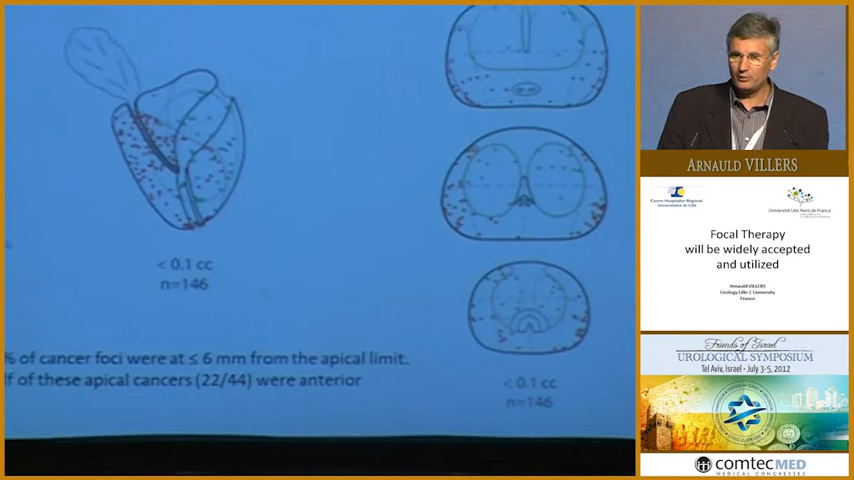 < 0.1 cc
n=146
% of cancer foci were at ≤ 6 mm from the apical limit.
lf of these apical cancers (22/44) were anterior
< 0.1 cc
n=146
ARNAULD VILLERS
Centre Hospitalier Régional
Universitaire de Lille
Université Lille Nord de France
Focal Therapy
will be widely accepted
and utilized
Arnauld VILLERS
Urology Lille 2 University
France
Friends of Israel
UROLOGICAL SYMPOSIUM
Tel Aviv, Israel • July 3-5, 2012
comtecMED
MEDICAL CONGRESSES